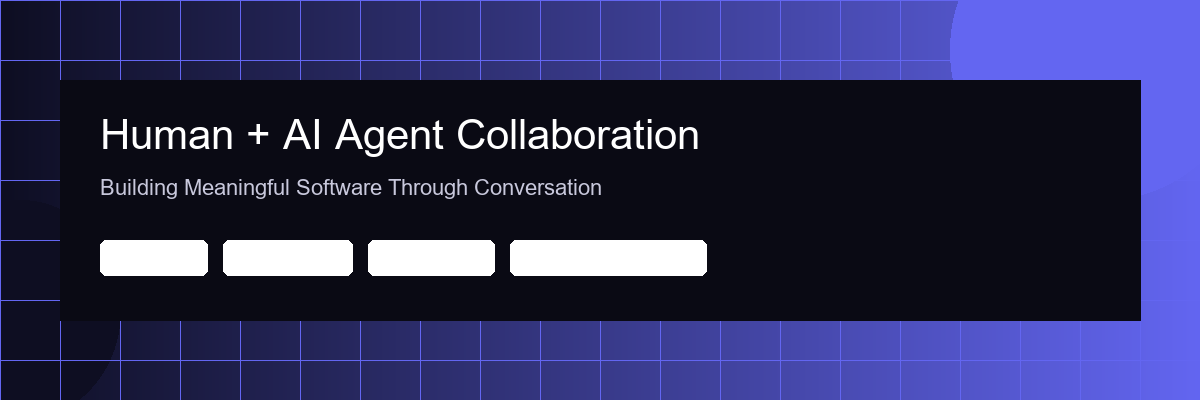 Human + AI Agent Collaboration
Building Meaningful Software Through Conversation